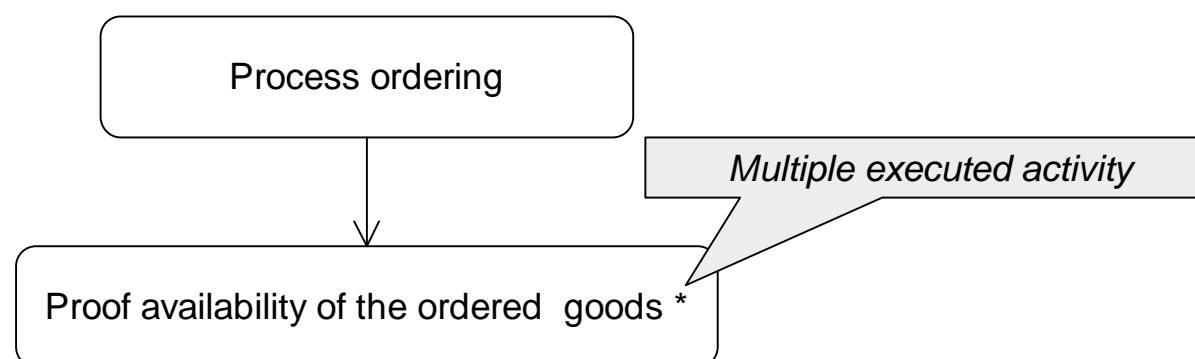 Process ordering
Multiple executed activity
Proof availability of the ordered goods *